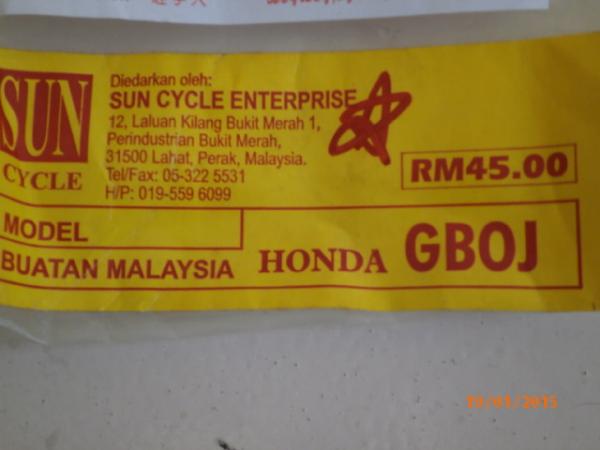 SUN
CYCLE
Diedarkan oleh:
SUN CYCLE ENTERPRISE
12, Laluan Kilang Bukit Merah 1,
Perindustrian Bukit Merah,
31500 Lahat, Perak, Malaysia.
Tel/Fax: 05-322 5531
H/P: 019-559 6099
RM45.00
MODEL
BUATAN MALAYSIA
HONDA GBOJ
19/01/2015